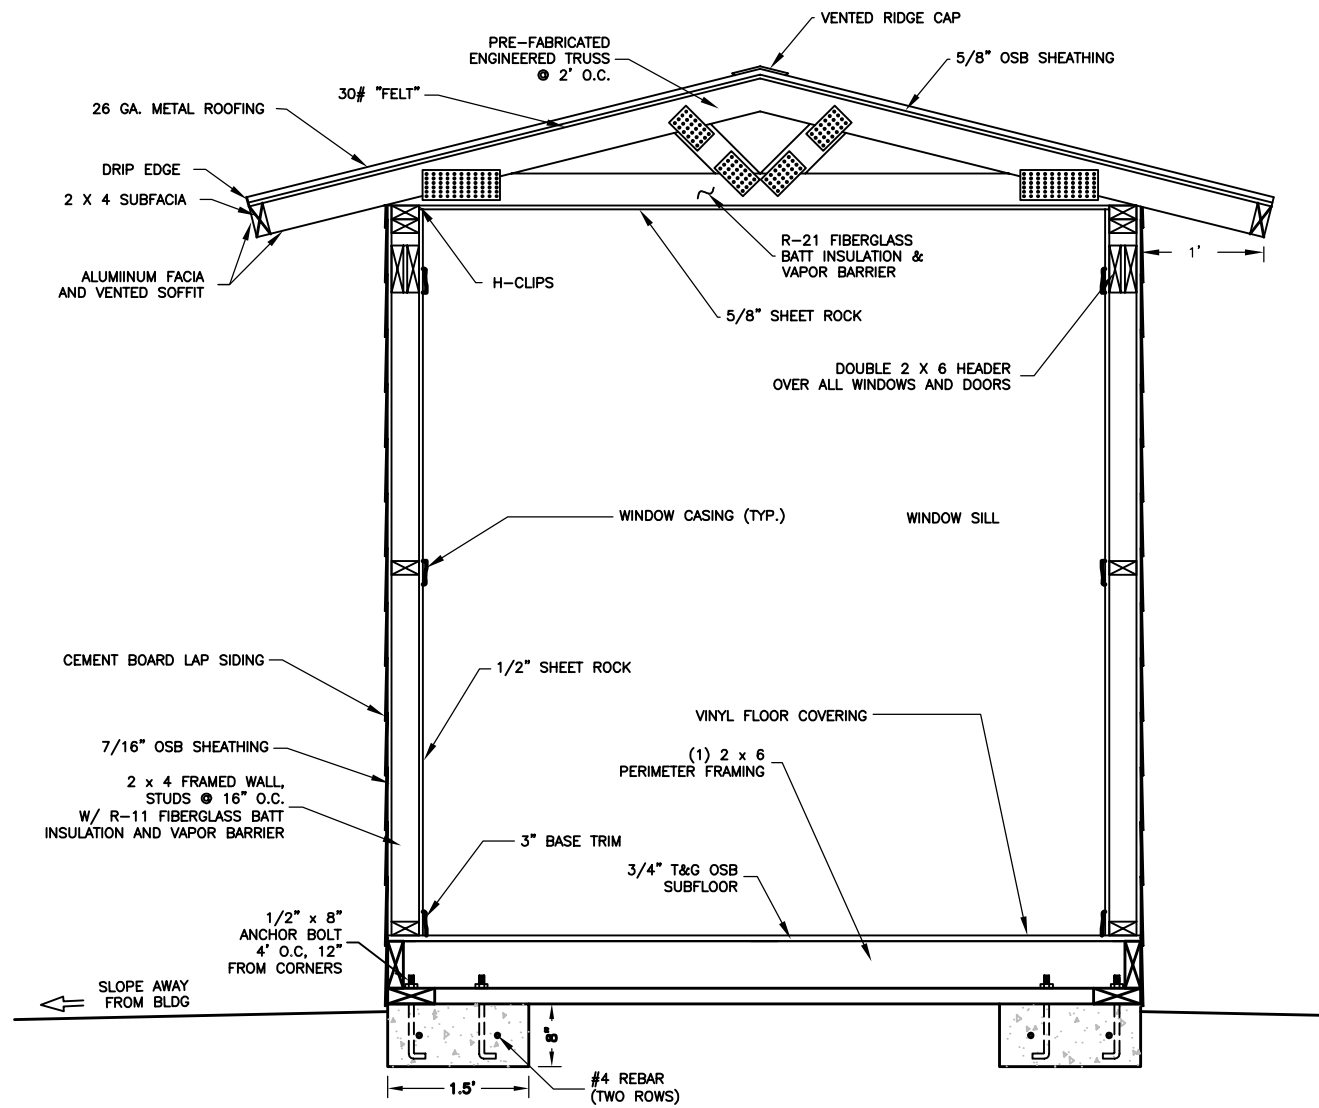 VENTED RIDGE CAP
PRE-FABRICATED
ENGINEERED TRUSS
@ 2' O.C.
5/8" OSB SHEATHING
30# "FELT"
26 GA. METAL ROOFING
DRIP EDGE
2 X 4 SUBFACIA
ALUMIINUM FACIA
AND VENTED SOFFIT
H-CLIPS
R-21 FIBERGLASS
BATT INSULATION &
VAPOR BARRIER
1'
5/8" SHEET ROCK
DOUBLE 2 X 6 HEADER
OVER ALL WINDOWS AND DOORS
WINDOW CASING (TYP.)
WINDOW SILL
CEMENT BOARD LAP SIDING
1/2" SHEET ROCK
VINYL FLOOR COVERING
7/16" OSB SHEATHING
(1) 2 x 6
PERIMETER FRAMING
2 x 4 FRAMED WALL,
STUDS @ 16" O.C.
W/ R-11 FIBERGLASS BATT
INSULATION AND VAPOR BARRIER
3" BASE TRIM
3/4" T&G OSB
SUBFLOOR
1/2" x 8"
ANCHOR BOLT
4' O.C, 12"
FROM CORNERS
SLOPE AWAY
FROM BLDG
8"
1.5'
#4 REBAR
(TWO ROWS)